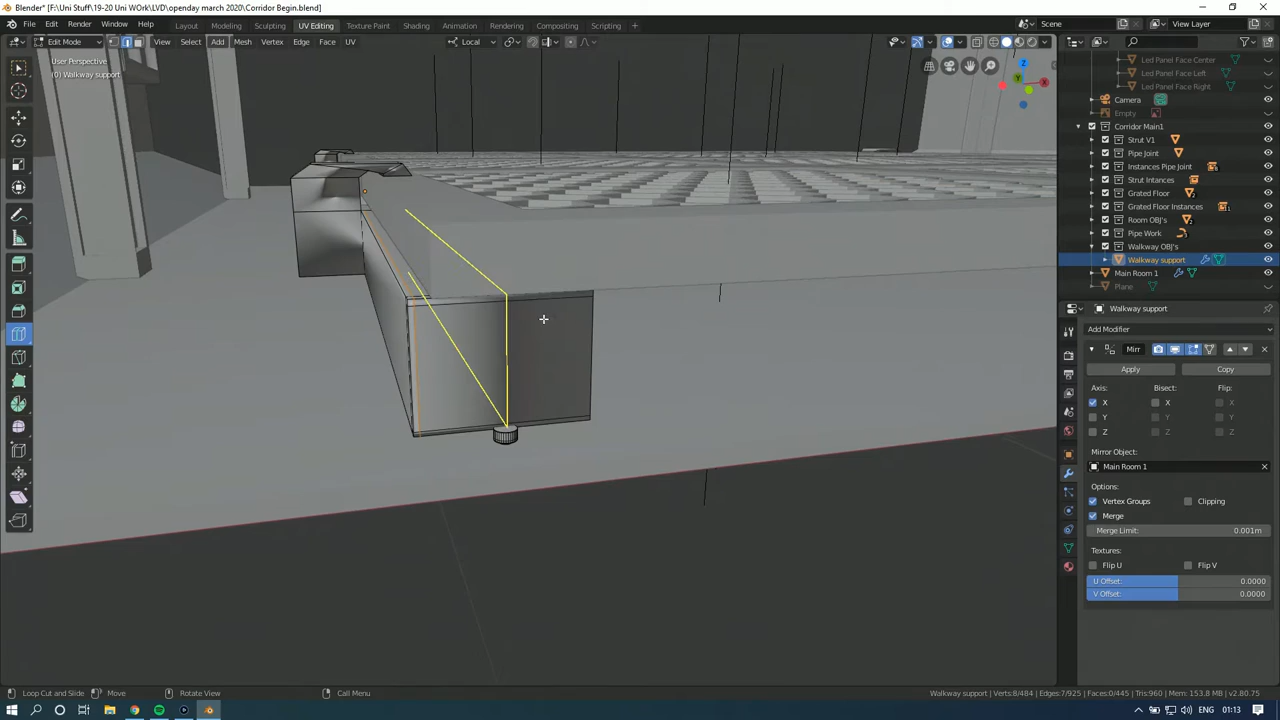 Blender* [F:\Uni Stuff\19-20 Uni WOrk\LVD\openday march 2020\Corridor Begin.blend]
File Edit Render Window Help
Layout Modeling Sculpting UV Editing Texture Paint Shading Animation Rendering Compositing Scripting +
Scene
View Layer
Edit Mode
View Select Add Mesh Vertex Edge Face UV
Local
User Perspective
(0) Walkway support
Led Panel Face Center
Led Panel Face Left
Led Panel Face Right
Camera
Empty
Corridor Main1
Strut V1
Pipe Joint
Instances Pipe Joint
Strut Intances
Grated Floor
Grated Floor Instances
Room OBJ's
Pipe Work
Walkway OBJ's
Walkway support
Main Room 1
Plane
Walkway support
Add Modifier
Mirr
Apply
Copy
Axis: Bisect: Flip:
X X X
Y Y Y
Z Z Z
Mirror Object:
Main Room 1
Options:
Vertex Groups Clipping
Merge
Merge Limit: 0.001m
Textures:
Flip U Flip V
U Offset: 0.0000
V Offset: 0.0000
Loop Cut and Slide Move Rotate View Call Menu
Walkway support | Verts:8/484 | Edges:7/925 | Faces:0/445 | Tris:960 | Mem: 153.8 MB | v2.80.75
ENG 01:13